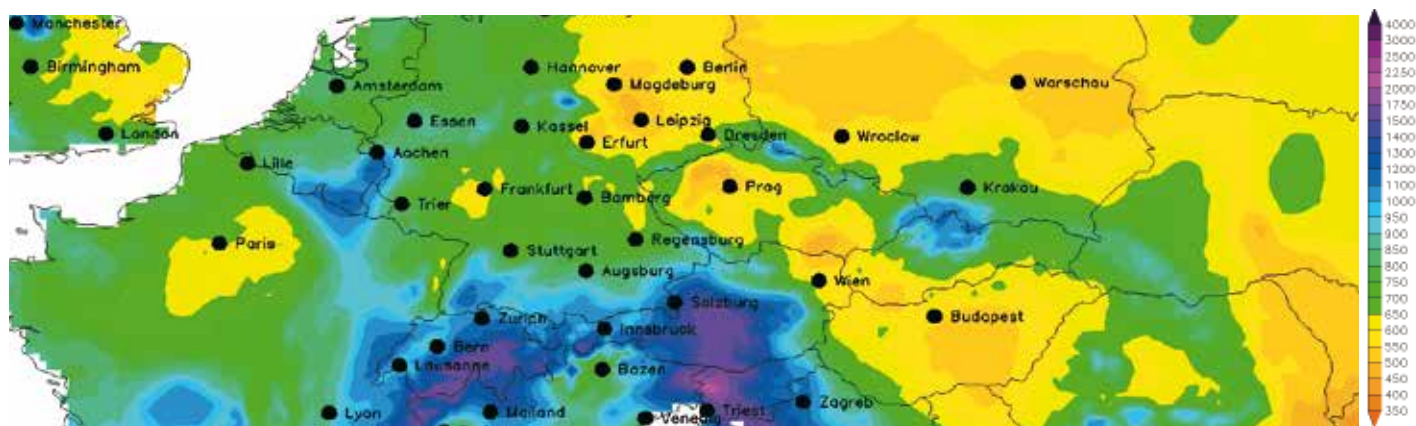 Manchester
Birmingham
London
Amsterdam
Hannover
Berlin
Magdeburg
Warschau
Essen
Kassel
Leipzig
Erfurt
Dresden
Wroclaw
Lille
Aachen
Trier
Frankfurt
Bamberg
Prag
Krakau
Paris
Stuttgart
Regensburg
Augsburg
Wien
Salzburg
Zurich
Innsbruck
Budapest
Bern
Lausanne
Bozen
Lyon
Mailand
Venedig
Triest
Zagreb
4000
3000
2500
2250
2000
1750
1500
1300
1200
1100
1000
950
900
850
800
750
700
650
600
550
500
450
400
350